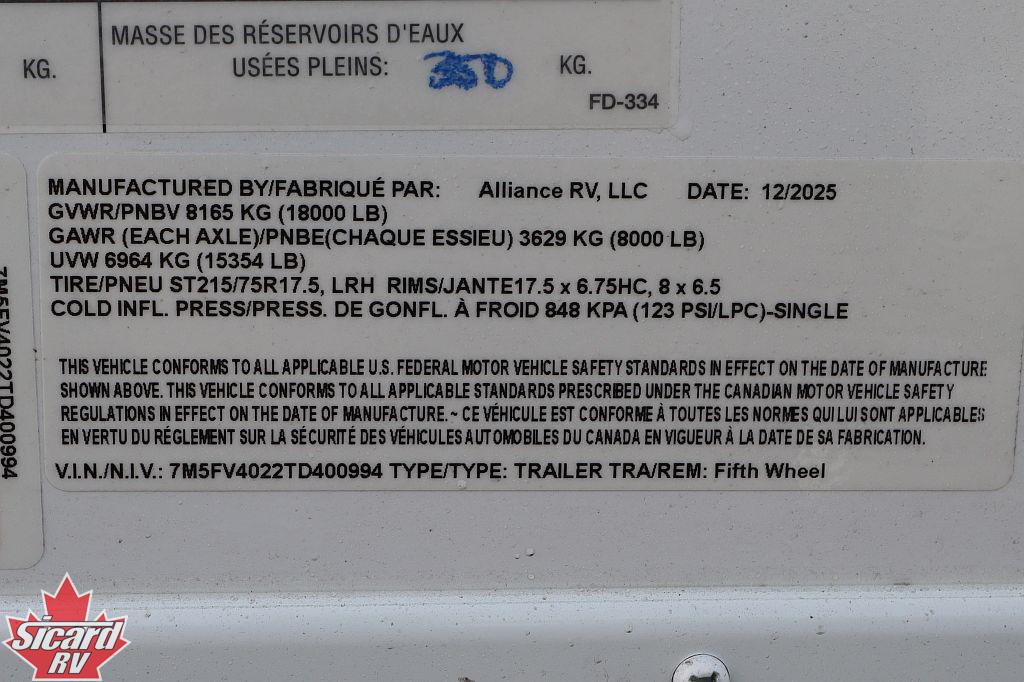 MASSE DES RÉSERVOIRS D'EAUX
KG. USÉES PLEINS: 350 KG.
FD-334
MANUFACTURED BY/FABRIQUÉ PAR: Alliance RV, LLC DATE: 12/2025
GVWR/PNBV 8165 KG (18000 LB)
GAWR (EACH AXLE)/PNBE(CHAQUE ESSIEU) 3629 KG (8000 LB)
UVW 6964 KG (15354 LB)
TIRE/PNEU ST215/75R17.5, LRH RIMS/JANTE17.5 x 6.75HC, 8 x 6.5
COLD INFL. PRESS/PRESS. DE GONFL. À FROID 848 KPA (123 PSI/LPC)-SINGLE
THIS VEHICLE CONFORMS TO ALL APPLICABLE U.S. FEDERAL MOTOR VEHICLE SAFETY STANDARDS IN EFFECT ON THE DATE OF MANUFACTURE
SHOWN ABOVE. THIS VEHICLE CONFORMS TO ALL APPLICABLE STANDARDS PRESCRIBED UNDER THE CANADIAN MOTOR VEHICLE SAFETY
REGULATIONS IN EFFECT ON THE DATE OF MANUFACTURE. ~ CE VÉHICULE EST CONFORME À TOUTES LES NORMES QUI LUI SONT APPLICABLES
EN VERTU DU RÉGLEMENT SUR LA SÉCURITÉ DES VÉHICULES AUTOMOBILES DU CANADA EN VIGUEUR À LA DATE DE SA FABRICATION.
V.I.N./N.I.V.: 7M5FV4022TD400994 TYPE/TYPE: TRAILER TRA/REM: Fifth Wheel
7M5FV4022TD400994
Sicard
RV